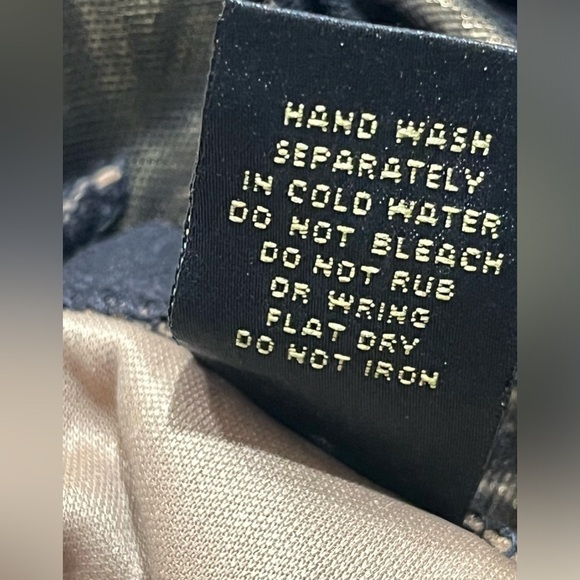 HAND WASH
SEPARATELY
IN COLD WATER
DO NOT BLEACH
DO NOT RUB
OR WRING
FLAT DRY
DO NOT IRON